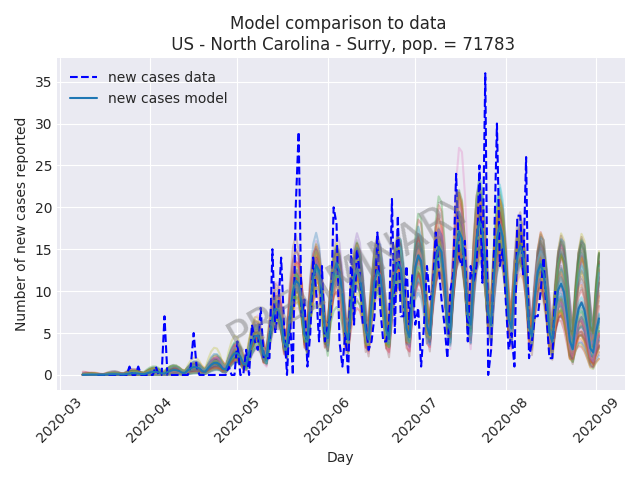 Model comparison to data
US - North Carolina - Surry, pop. = 71783
new cases data
new cases model
PRELIMINARY
Number of new cases reported
35
30
25
20
15
10
5
0
2020-03
2020-04
2020-05
2020-06
2020-07
2020-08
2020-09
Day